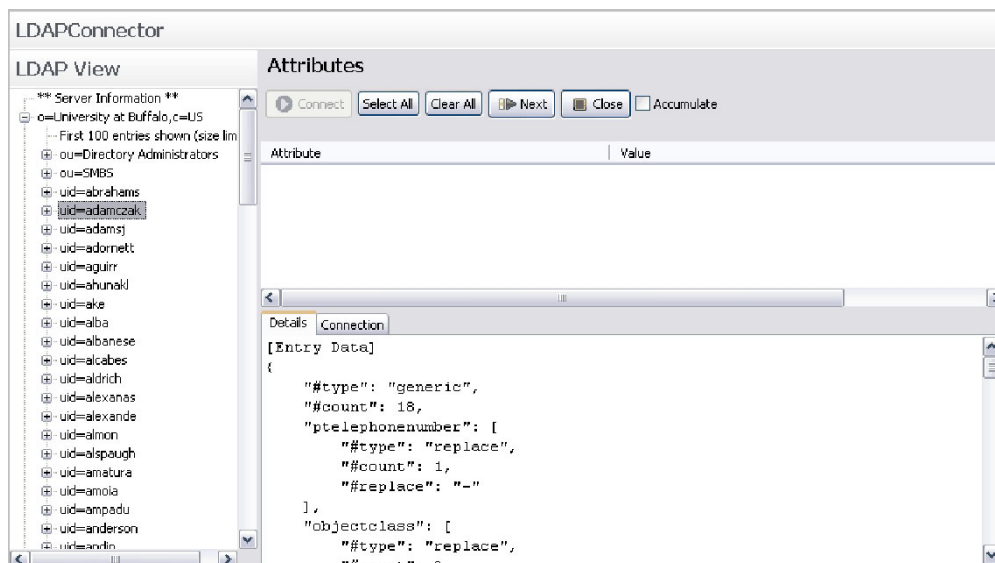 LDAPConnector
LDAP View
** Server Information **
o=University at Buffalo,c=US
First 100 entries shown (size lim
ou=Directory Administrators
ou=SMBS
uid=abrahams
uid=adamczak
uid=adamsj
uid=adornett
uid=aguirr
uid=ahunakl
uid=ake
uid=alba
uid=albanese
uid=alcabes
uid=aldrich
uid=alexanas
uid=alexande
uid=almon
uid=alspaugh
uid=amatura
uid=amoia
uid=ampadu
uid=anderson
uid=andin
Attributes
Connect Select All Clear All Next Close Accumulate
Attribute Value
Details Connection
[Entry Data]
{
"#type": "generic",
"#count": 18,
"ptelephonenumber": [
"#type": "replace",
"#count": 1,
"#replace": "-"
],
"objectclass": [
"#type": "replace",